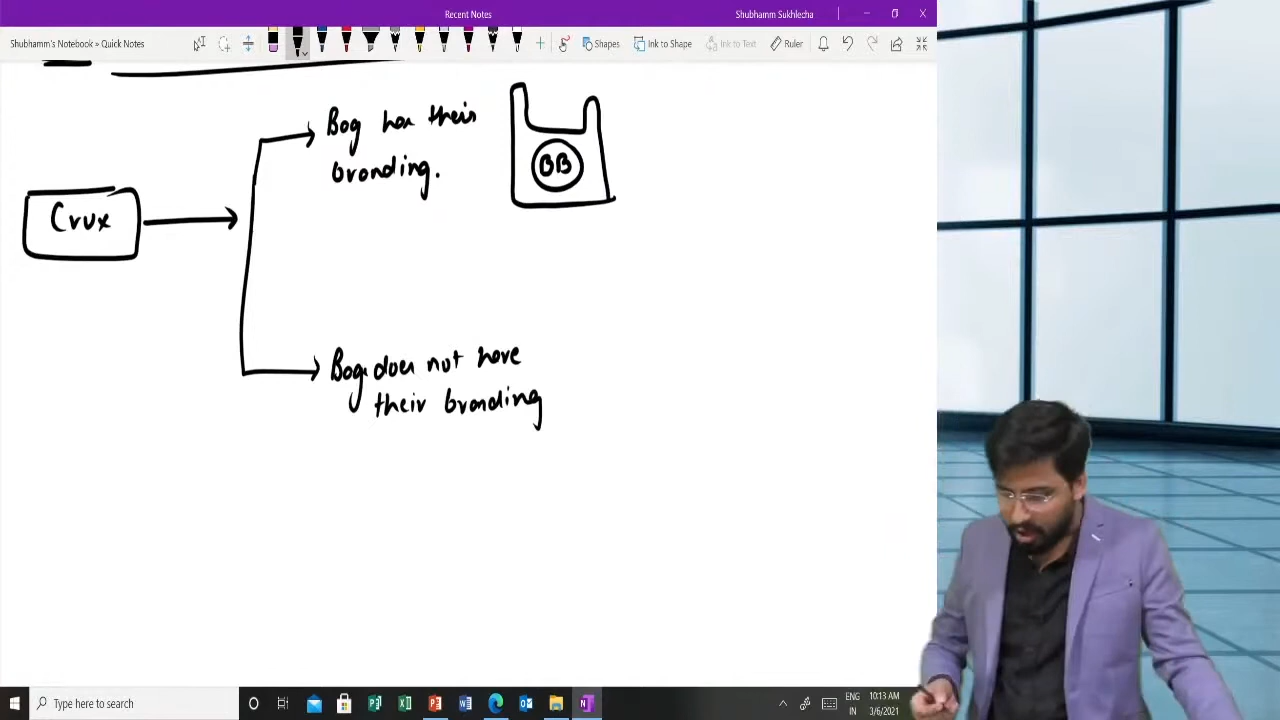 Recent Notes
Shubhamm Sukhlecha
Shubhamm's Notebook » Quick Notes
Shapes
Ink to Shape
Ink to Text
Ruler
Bag has their
branding.
BB
Crux
Bag does not have
their branding
Type here to search
ENG
IN
10:13 AM
3/6/2021